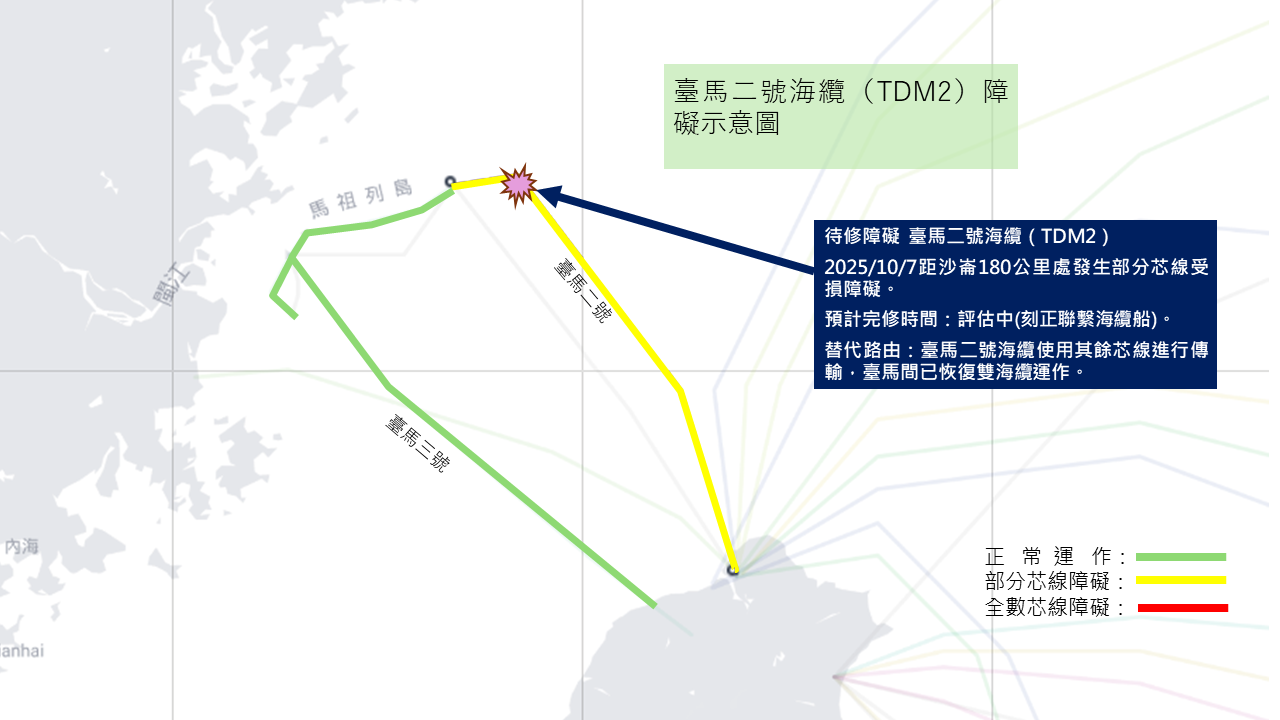 臺馬二號海纜（TDM2）障
礙示意圖
馬祖列島
閩江
待修障礙 臺馬二號海纜（TDM2）
2025/10/7距沙崙180公里處發生部分芯線受
損障礙。
預計完修時間：評估中(刻正聯繫海纜船)。
替代路由：臺馬二號海纜使用其餘芯線進行傳
輸，臺馬間已恢復雙海纜運作。
臺馬二號
臺馬三號
內海
ianhai
正常運作：
部分芯線障礙：
全數芯線障礙：